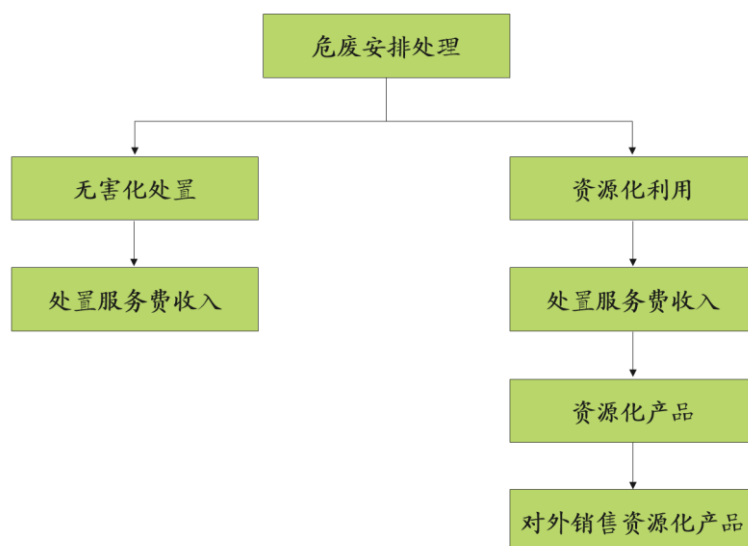 危废安排处理
无害化处置
资源化利用
处置服务费收入
处置服务费收入
资源化产品
对外销售资源化产品